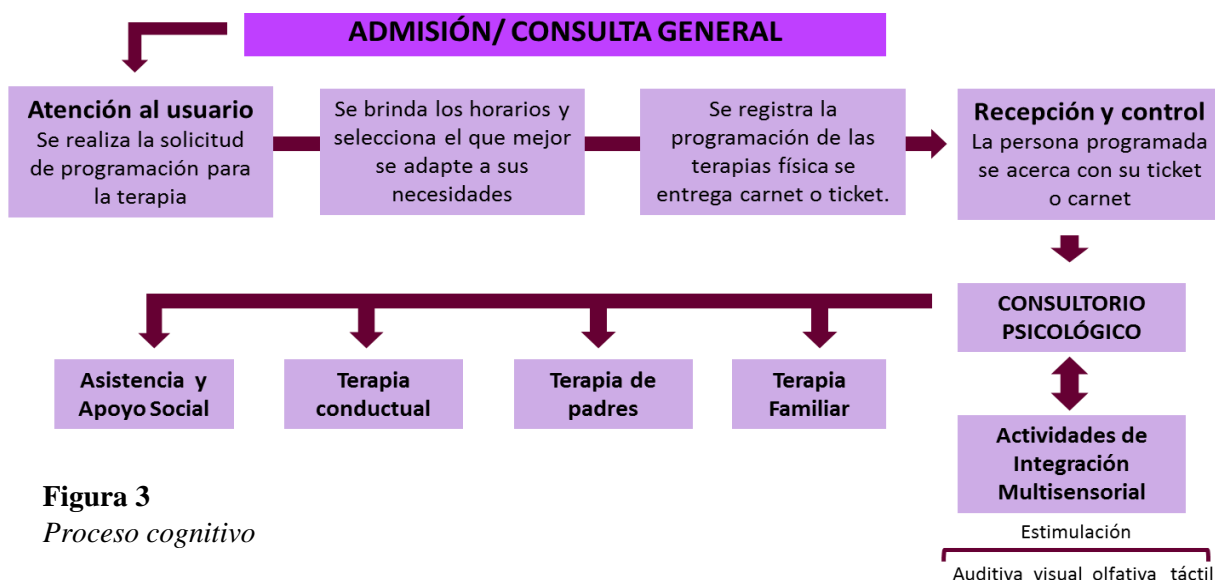 ADMISIÓN/ CONSULTA GENERAL
Atención al usuario
Se realiza la solicitud
de programación para
la terapia
Se brinda los horarios y
selecciona el que mejor
se adapte a sus
necesidades
Se registra la
programación de las
terapias física se
entrega carnet o ticket.
Recepción y control
La persona programada
se acerca con su ticket
o carnet
CONSULTORIO
PSICOLÓGICO
Asistencia y
Apoyo Social
Terapia
conductual
Terapia de
padres
Terapia
Familiar
Actividades de
Integración
Multisensorial
Estimulación
Auditiva visual olfativa táctil
Figura 3
Proceso cognitivo